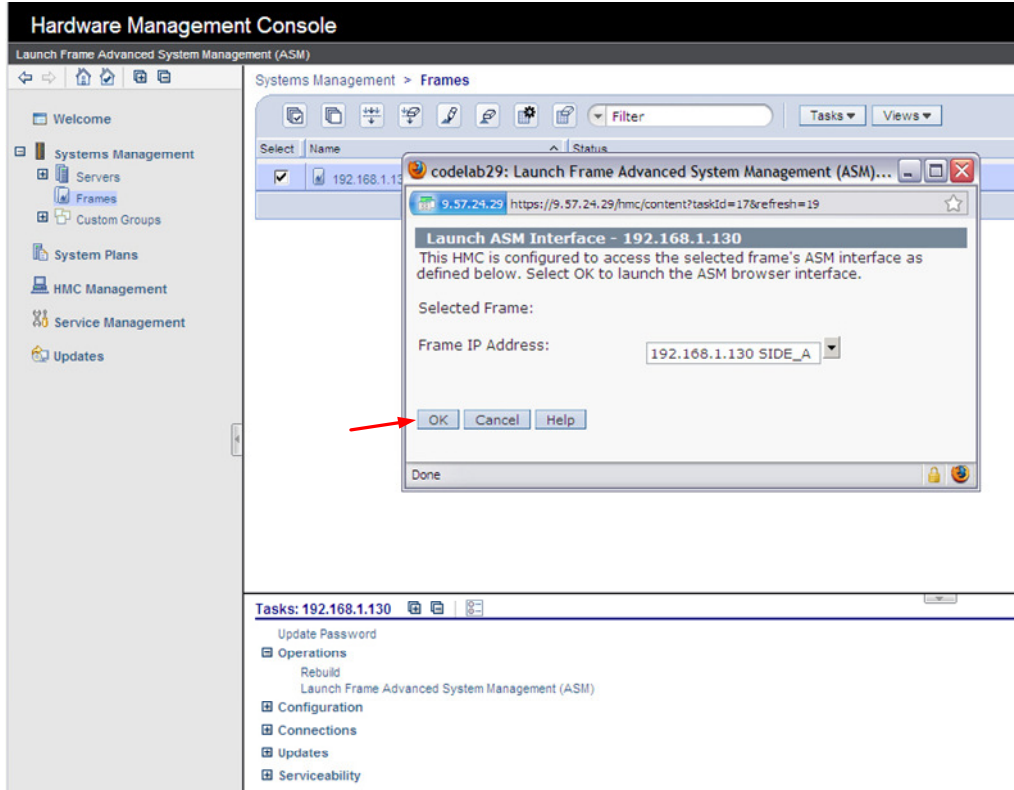 Hardware Management Console
Launch Frame Advanced System Management (ASM)
Systems Management > Frames
Welcome
Systems Management
Servers
Frames
Custom Groups
System Plans
HMC Management
Service Management
Updates
Filter
Tasks
Views
Select Name Status
192.168.1.13
codelab29: Launch Frame Advanced System Management (ASM)...
9.57.24.29 https://9.57.24.29/hmc/content?taskId=17&refresh=19
Launch ASM Interface - 192.168.1.130
This HMC is configured to access the selected frame's ASM interface as
defined below. Select OK to launch the ASM browser interface.
Selected Frame:
Frame IP Address:
192.168.1.130 SIDE_A
OK Cancel Help
Done
Tasks: 192.168.1.130
Update Password
Operations
Rebuild
Launch Frame Advanced System Management (ASM)
Configuration
Connections
Updates
Serviceability